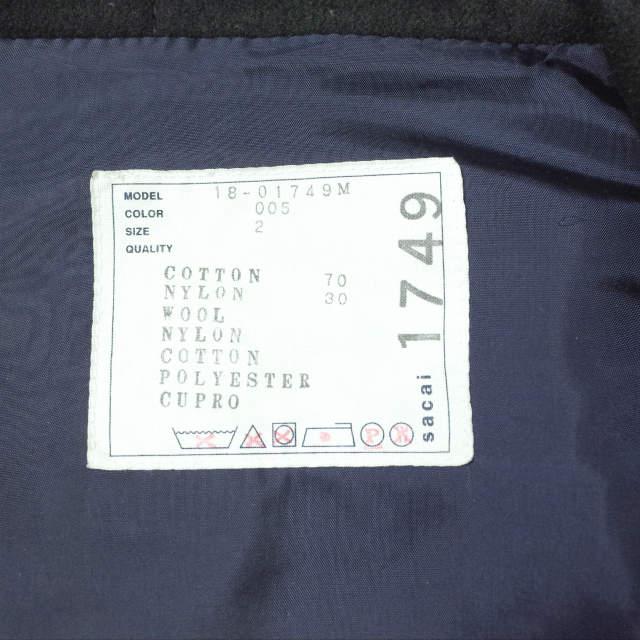 MODEL 18-01749M
COLOR 005
SIZE 2
QUALITY
COTTON 70
NYLON 30
WOOL
NYLON
COTTON
POLYESTER
CUPRO
P
sacai 1749